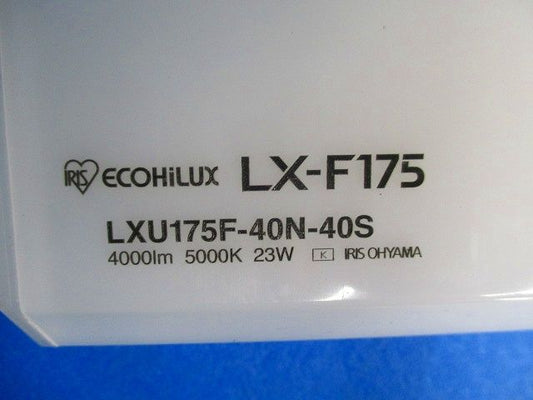 IRIS ECOHiLUX LX-F175
LXU175F-40N-40S
4000lm 5000K 23W K IRIS OHYAMA